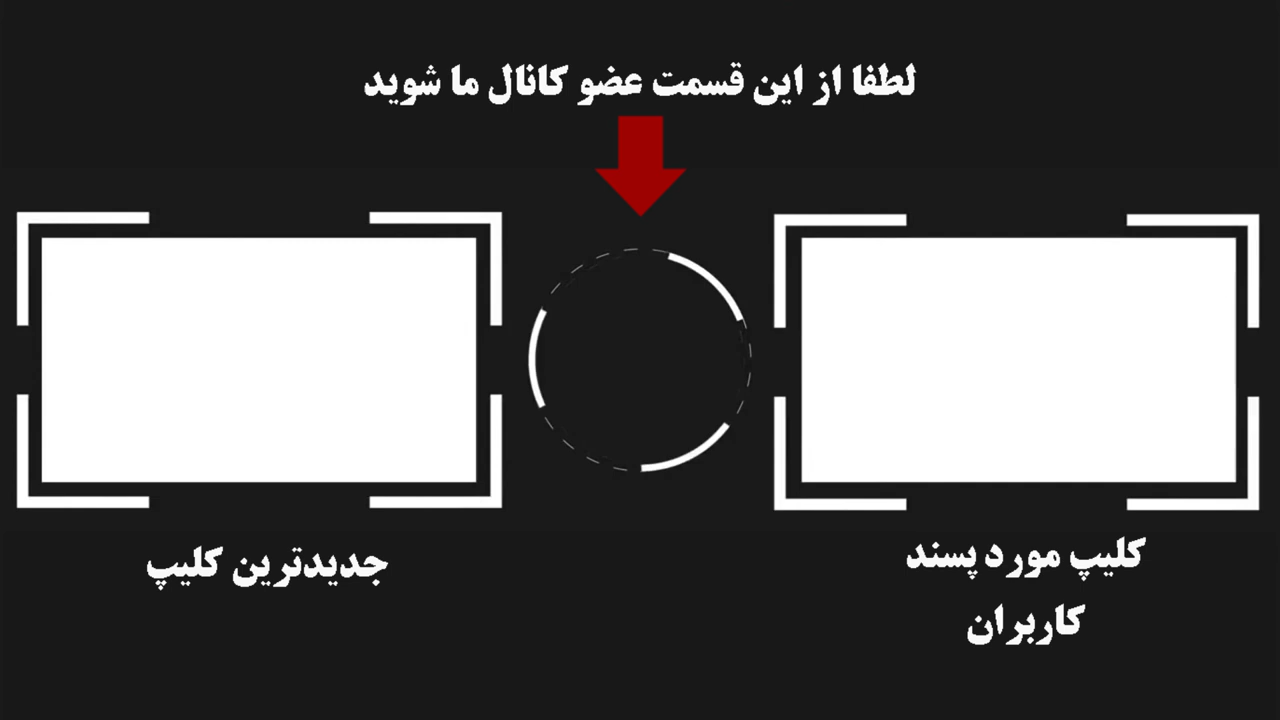 لطفا از این قسمت عضو کانال ما شوید
کلیپ مورد پسند
کاربران
جدیدترین کلیپ